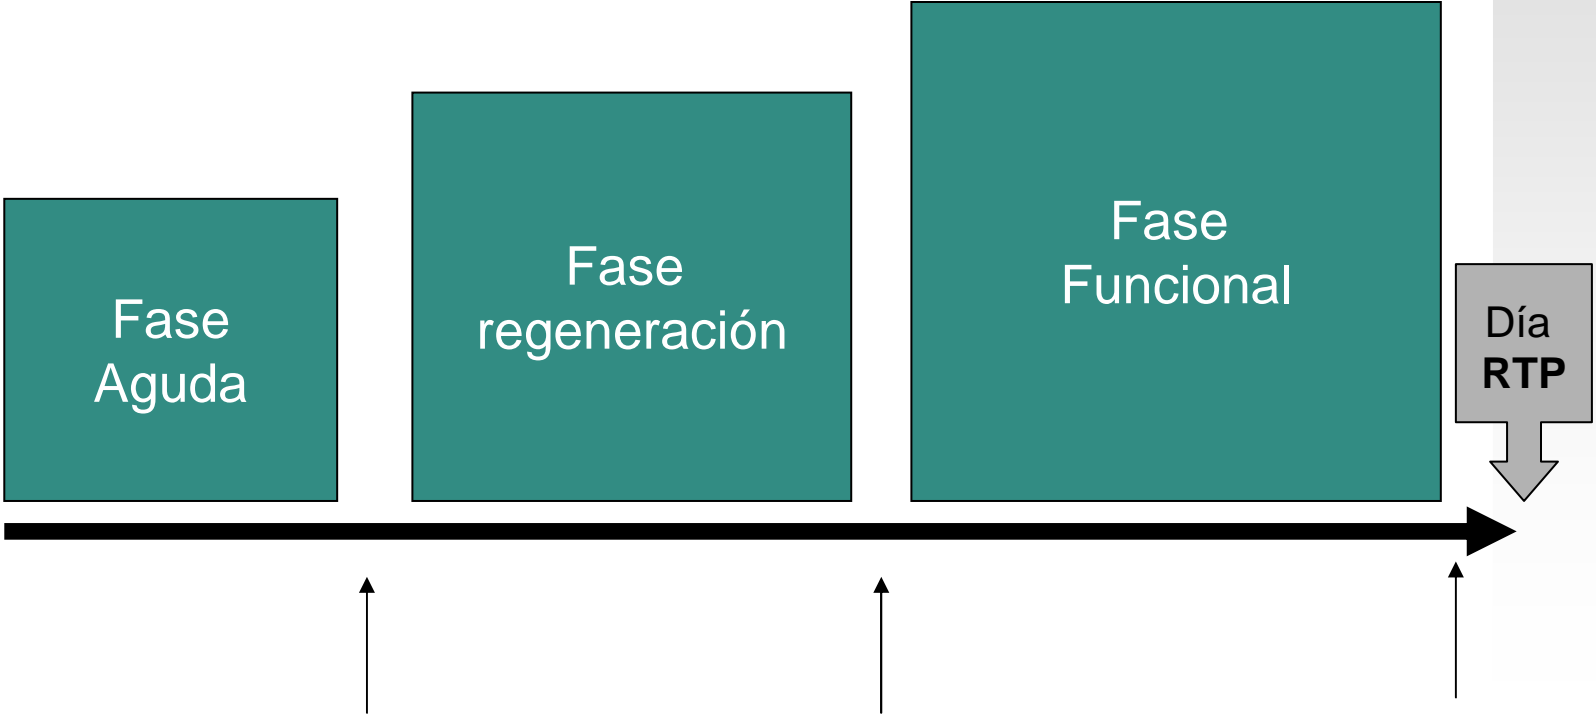 Fase
Aguda
Fase
regeneración
Fase
Funcional
Día
RTP